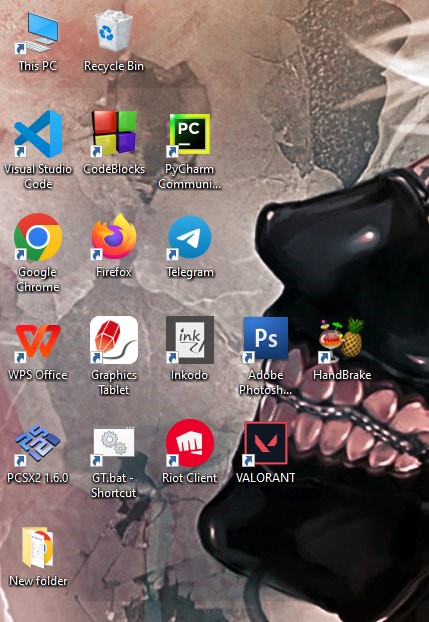 This PC
Recycle Bin
Visual Studio
Code
CodeBlocks
PC
PyCharm
Communi...
Google
Chrome
Firefox
Telegram
WPS Office
Graphics
Tablet
ink
Inkodo
Ps
Adobe
Photosh...
HandBrake
PCSX2 1.6.0
GT.bat -
Shortcut
Riot Client
VALORANT
New folder